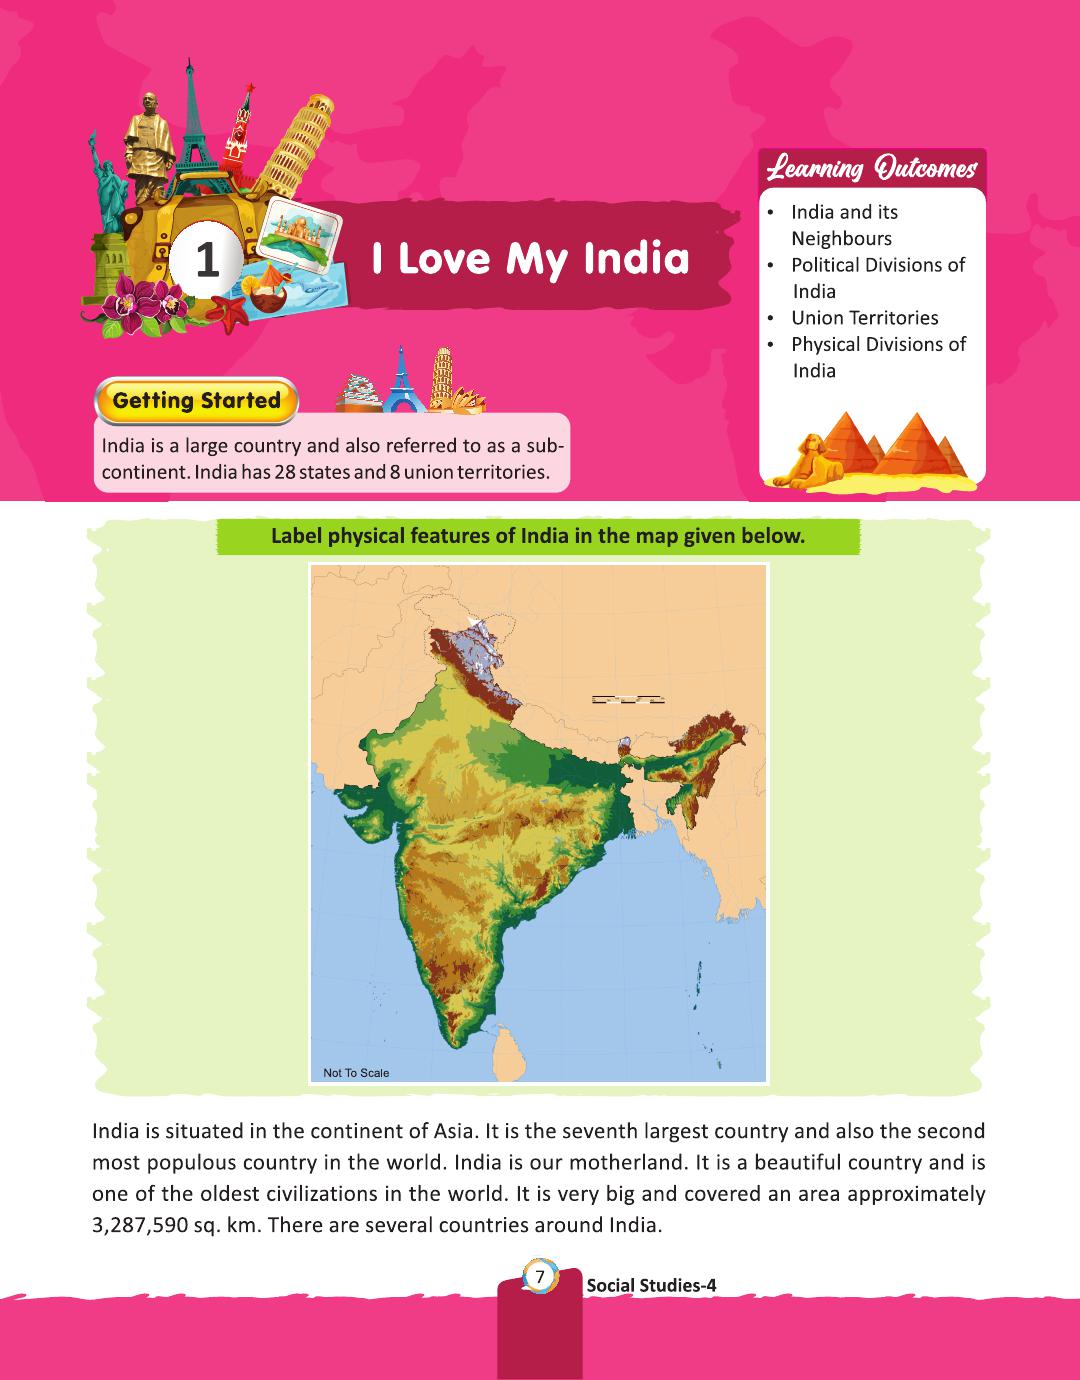 1
I Love My India
Learning Outcomes
• India and its
Neighbours
• Political Divisions of
India
• Union Territories
• Physical Divisions of
India
Getting Started
India is a large country and also referred to as a sub-
continent. India has 28 states and 8 union territories.
Label physical features of India in the map given below.
Not To Scale
India is situated in the continent of Asia. It is the seventh largest country and also the second
most populous country in the world. India is our motherland. It is a beautiful country and is
one of the oldest civilizations in the world. It is very big and covered an area approximately
3,287,590 sq. km. There are several countries around India.
7
Social Studies-4